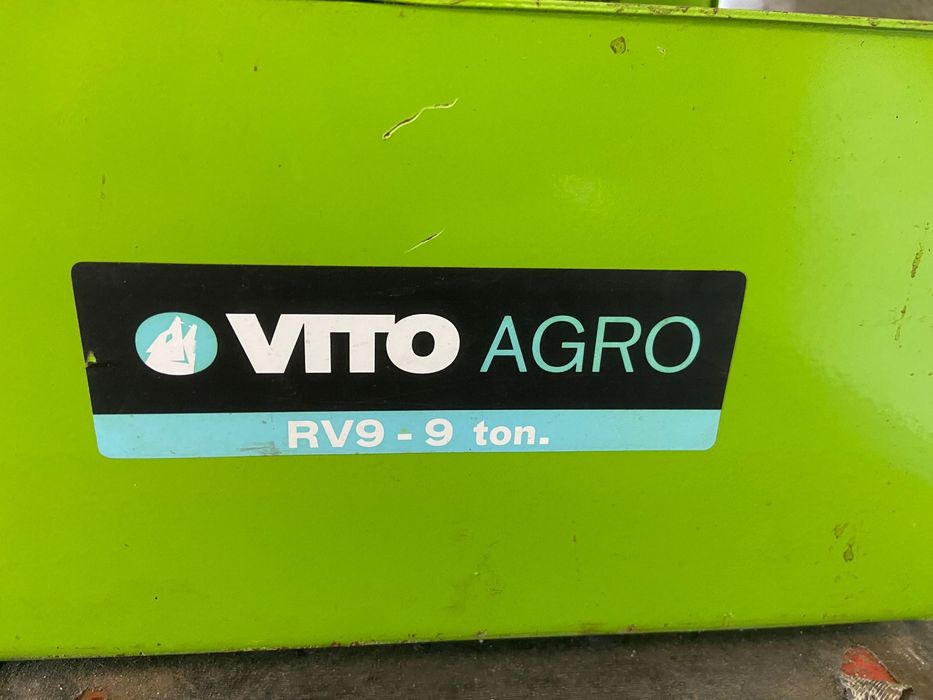 VITO AGRO
RV9 - 9 ton.